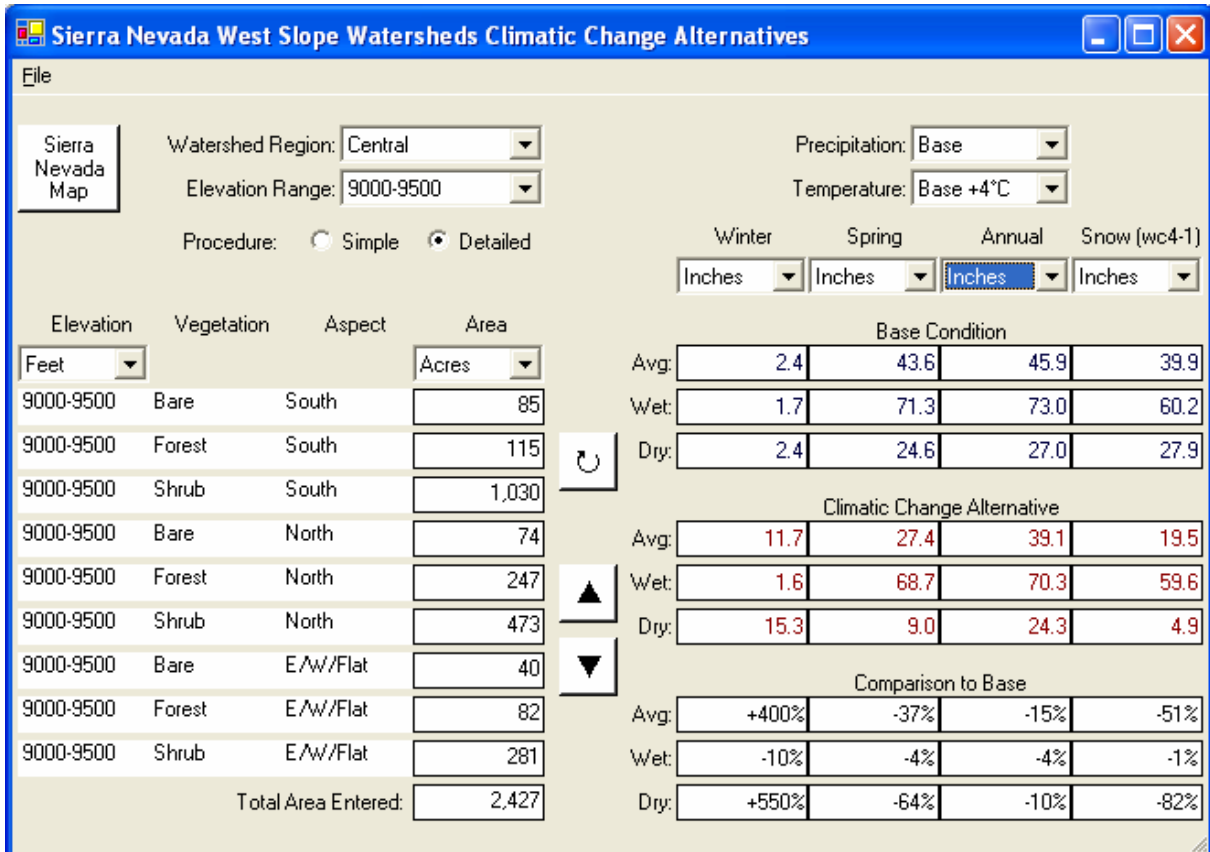 Sierra Nevada West Slope Watersheds Climatic Change Alternatives
File
Sierra Nevada Map
Watershed Region: Central
Elevation Range: 9000-9500
Procedure: Simple Detailed
Precipitation: Base
Temperature: Base +4°C
Winter Spring Annual Snow (wc4-1)
Inches Inches Inches Inches
Elevation Vegetation Aspect Area
Feet Acres
9000-9500 Bare South 85
9000-9500 Forest South 115
9000-9500 Shrub South 1,030
9000-9500 Bare North 74
9000-9500 Forest North 247
9000-9500 Shrub North 473
9000-9500 Bare E/W/Flat 40
9000-9500 Forest E/W/Flat 82
9000-9500 Shrub E/W/Flat 281
Total Area Entered: 2,427
Base Condition
Avg: 2.4 43.6 45.9 39.9
Wet: 1.7 71.3 73.0 60.2
Dry: 2.4 24.6 27.0 27.9
Climatic Change Alternative
Avg: 11.7 27.4 39.1 19.5
Wet: 1.6 68.7 70.3 59.6
Dry: 15.3 9.0 24.3 4.9
Comparison to Base
Avg: +400% -37% -15% -51%
Wet: -10% -4% -4% -1%
Dry: +550% -64% -10% -82%